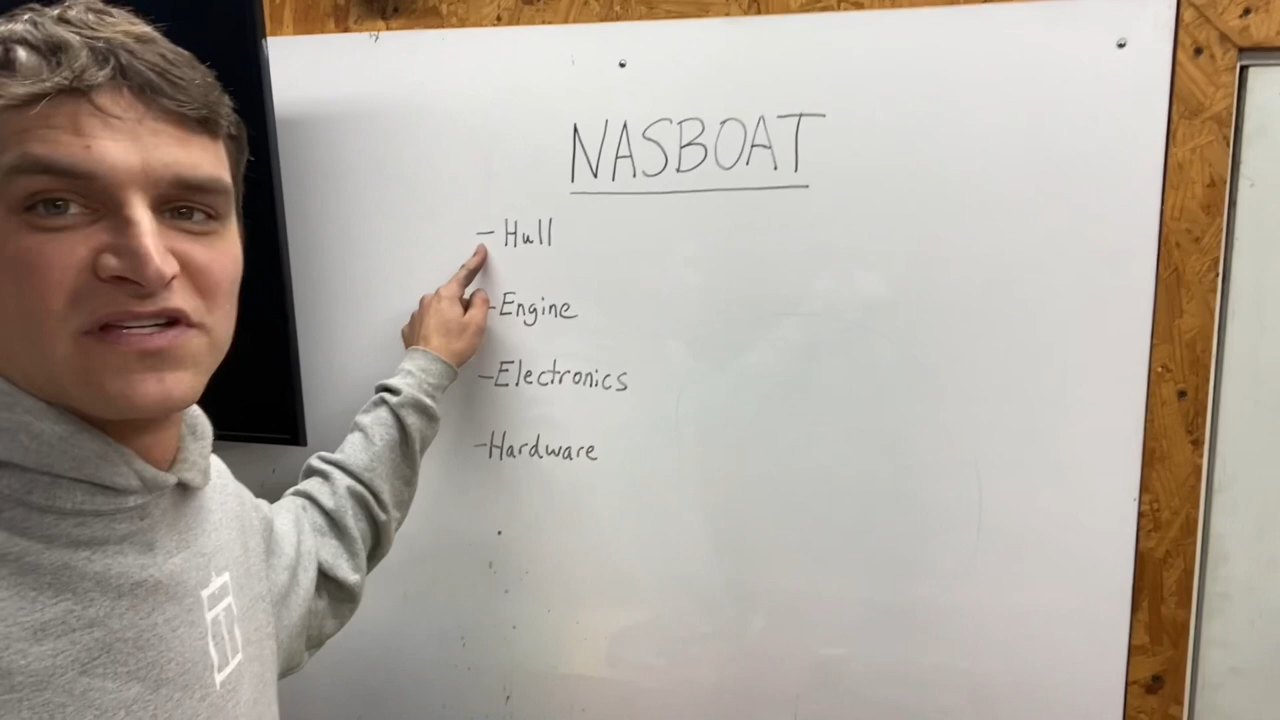 NASBOAT
- Hull
- Engine
- Electronics
- Hardware